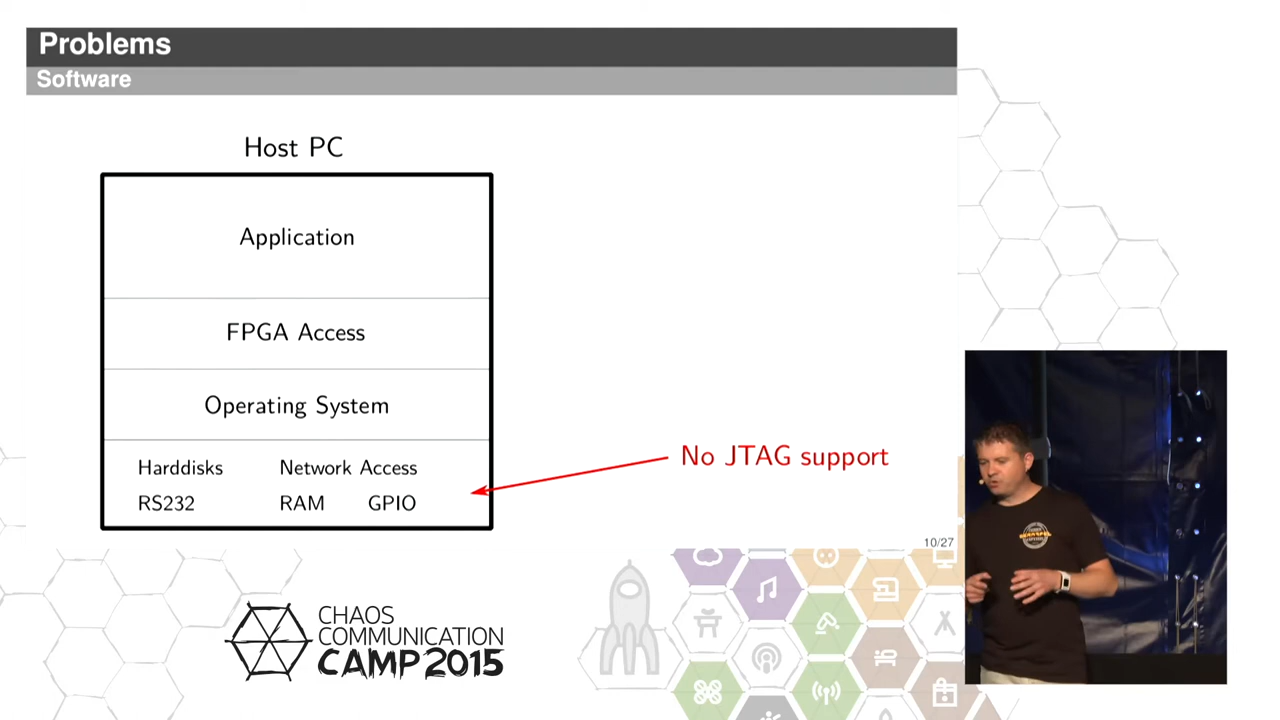 Problems
Software
Host PC
Application
FPGA Access
Operating System
Harddisks Network Access
RS232 RAM GPIO
No JTAG support
10/27
CHAOS
COMMUNICATION
CAMP 2015